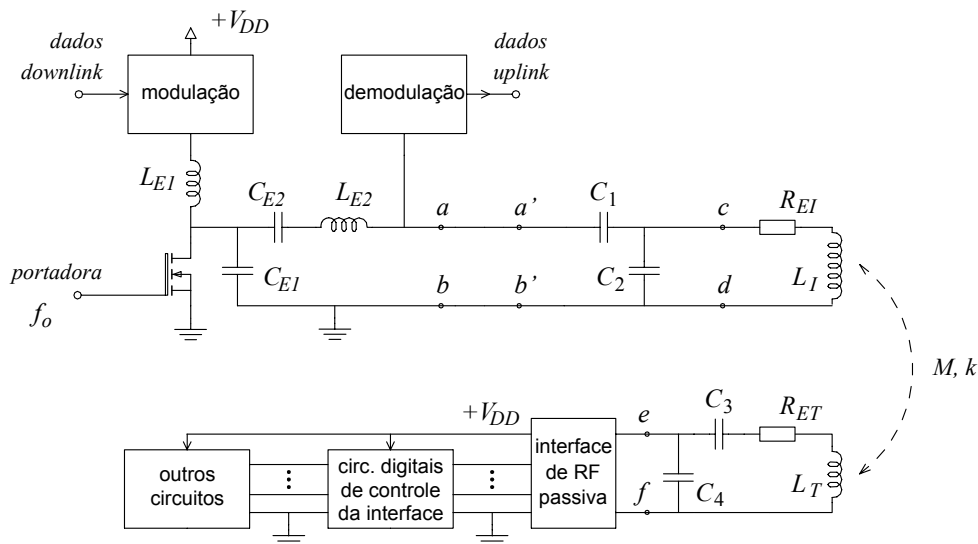 +V_DD
dados
downlink
modulação
demodulação
dados
uplink
L_E1
C_E2
L_E2
a
a’
C_1
c
R_EI
portadora
f_o
C_E1
b
b’
C_2
d
L_I
M, k
+V_DD
e
C_3
R_ET
outros
circuitos
circ. digitais
de controle
da interface
interface
de RF
passiva
f
C_4
L_T